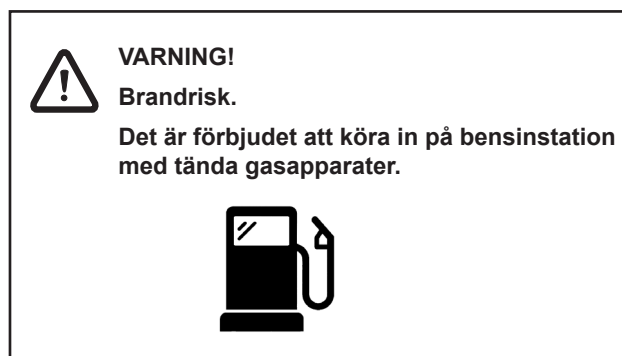 VARNING!
Brandrisk.
Det är förbjudet att köra in på bensinstation
med tända gasapparater.